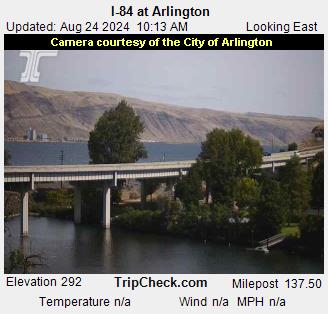 I-84 at Arlington
Updated: Aug 24 2024 10:13 AM Looking East
Camera courtesy of the City of Arlington
Elevation 292 TripCheck.com Milepost 137.50
Temperature n/a Wind n/a MPH n/a